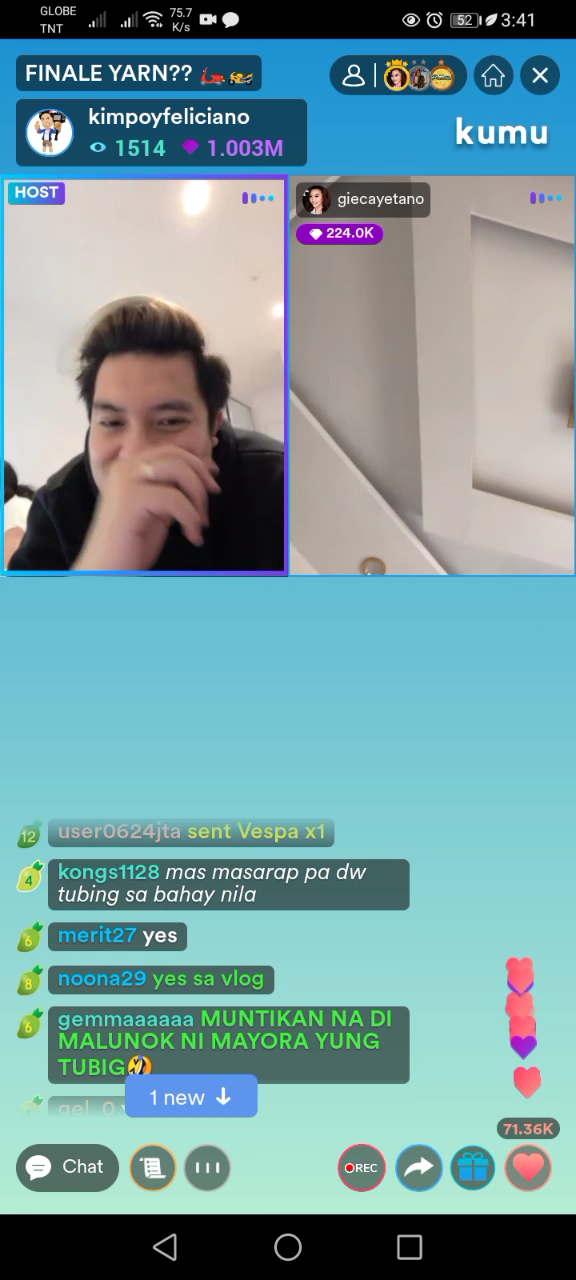 GLOBE
TNT
75.7
K/s
52
3:41
FINALE YARN?? 🛵🏍️
kimpoyfeliciano
1514 1.003M
kumu
HOST
giecayetano
224.0K
12 user0624jta sent Vespa x1
4 kongs1128 mas masarap pa dw
tubing sa bahay nila
6 merit27 yes
8 noona29 yes sa vlog
6 gemmaaaaaa MUNTIKAN NA DI
MALUNOK NI MAYORA YUNG
TUBIG🤣
1 new ↓
71.36K
Chat
REC